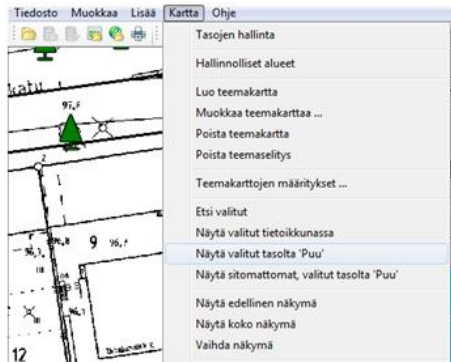 Tiedosto Muokkaa Lisää Kartta Ohje
Tasojen hallinta
Hallinnolliset alueet
Luo teemakartta
Muokkaa teemakarttaa ...
Poista teemakartta
Poista teemaselitys
Teemakarttojen määritykset ...
Etsi valitut
Näytä valitut tietoikkunassa
Näytä valitut tasolta 'Puu'
Näytä sitomattomat, valitut tasolta 'Puu'
Näytä edellinen näkymä
Näytä koko näkymä
Vaihda näkymä
katu
2
9
12